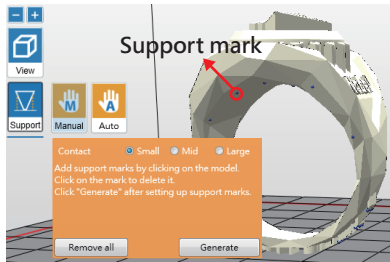 − +
Support mark
View
Support
M
Manual
A
Auto
Contact Small Mid Large
Add support marks by clicking on the model.
Click on the mark to delete it.
Click "Generate" after setting up support marks.
Remove all Generate